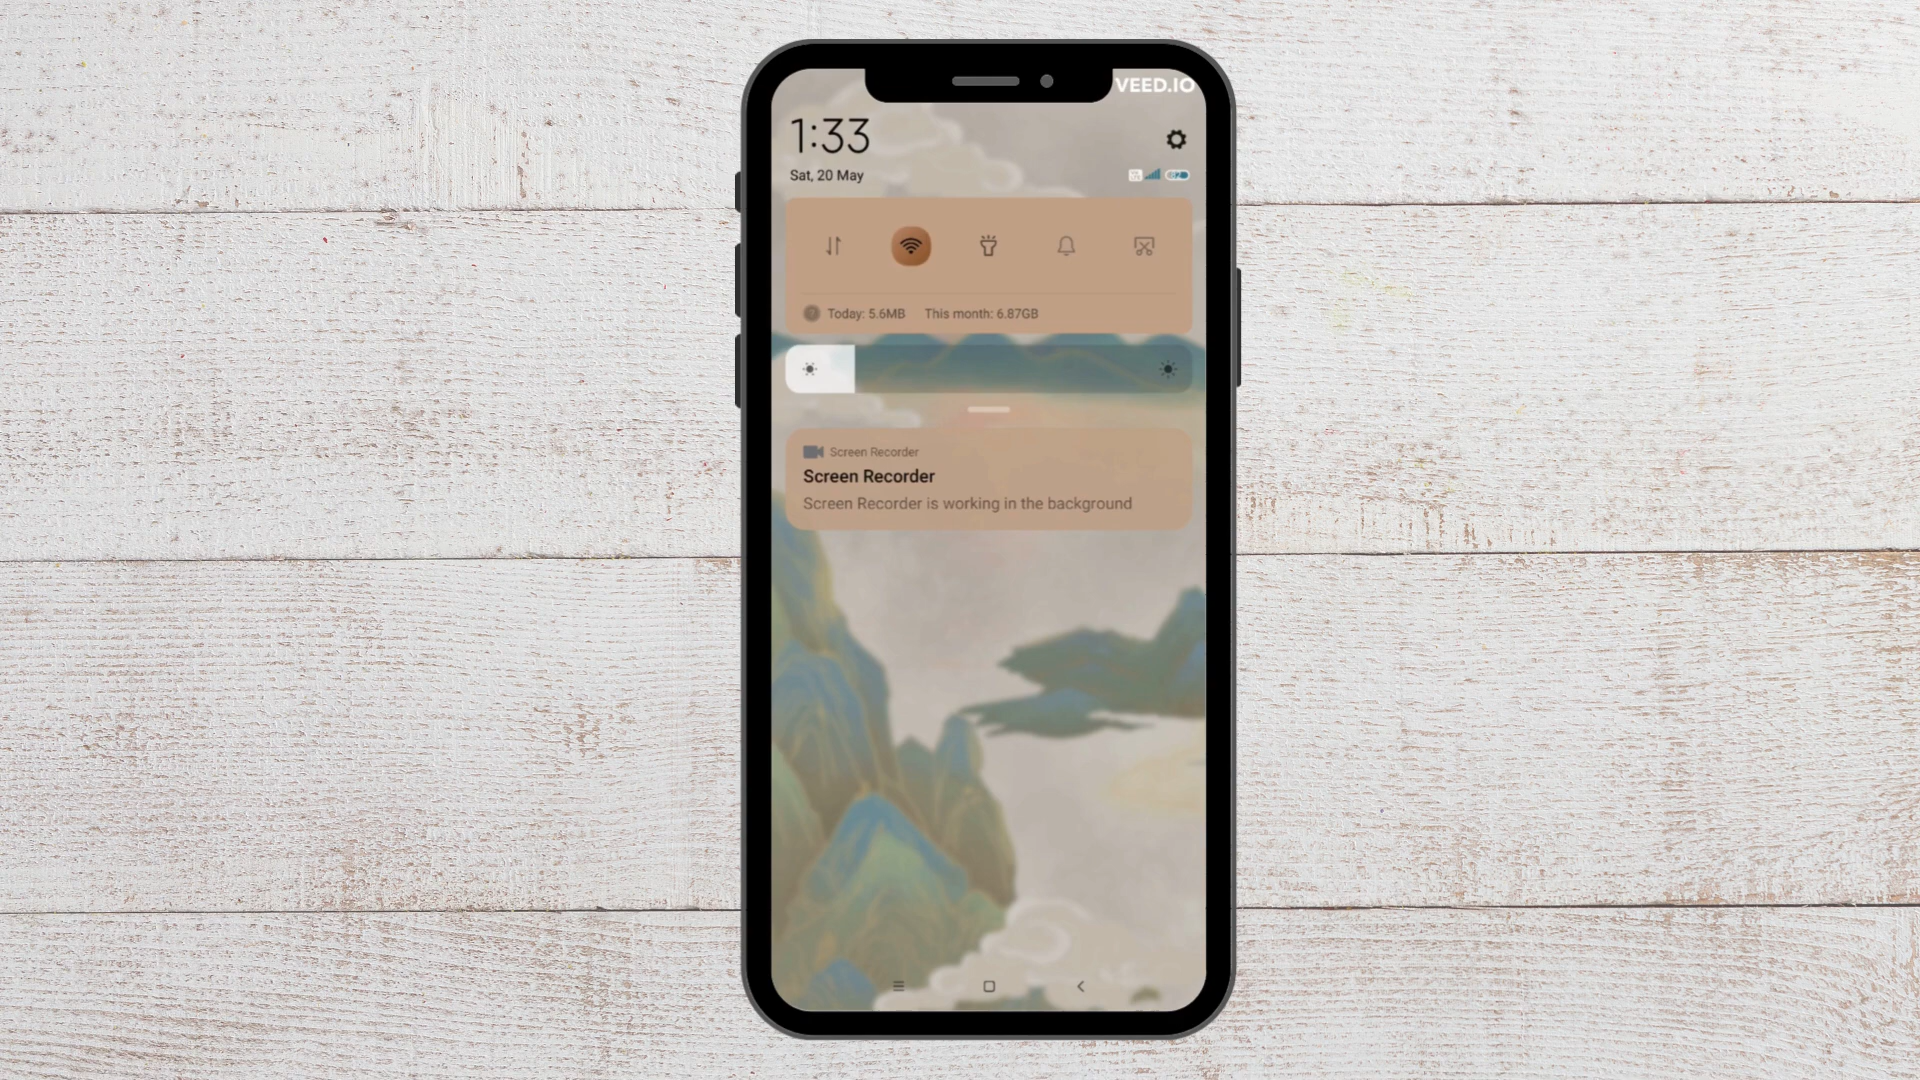 VEED.IO
1:33
Sat, 20 May
Today: 5.6MB This month: 6.87GB
Screen Recorder
Screen Recorder
Screen Recorder is working in the background